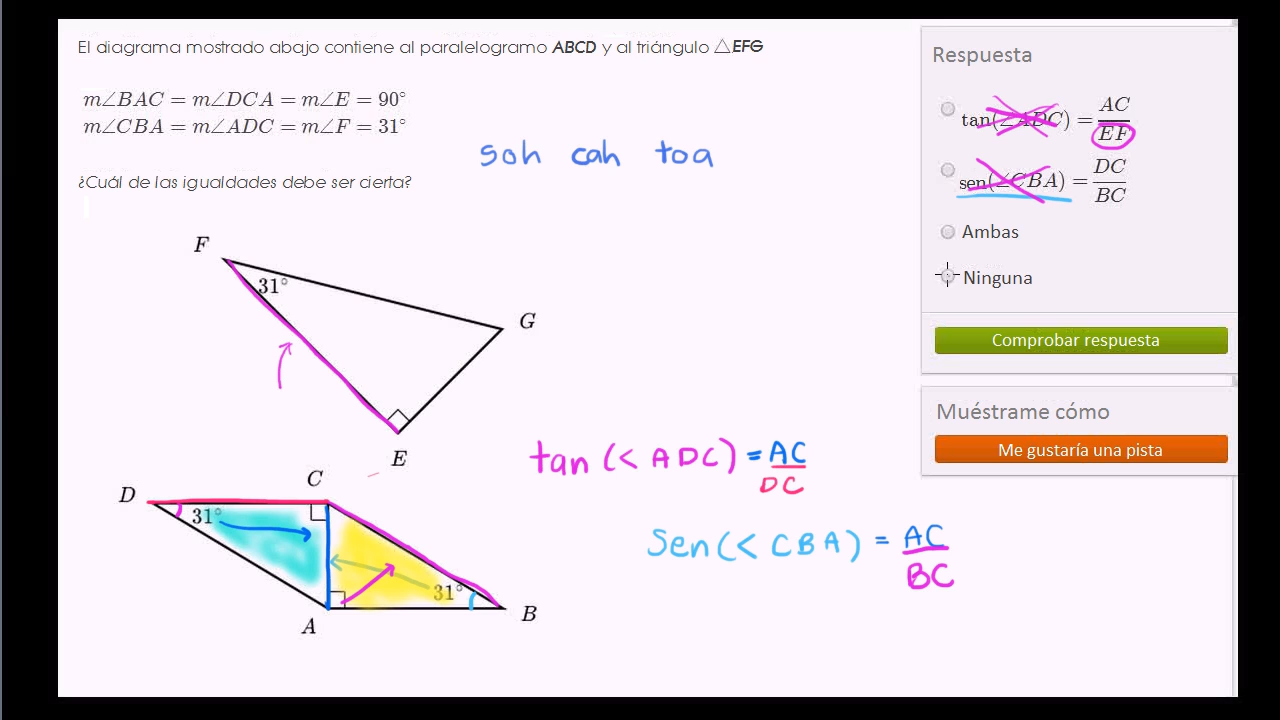 El diagrama mostrado abajo contiene al paralelogramo ABCD y al triángulo △EFG
m∠BAC = m∠DCA = m∠E = 90°
m∠CBA = m∠ADC = m∠F = 31°
soh cah toa
¿Cuál de las igualdades debe ser cierta?
F
31°
G
E
D
C
31°
31°
A
B
tan(<ADC) = AC
DC
Sen(<CBA) = AC
BC
Respuesta
tan(∠ADC) = AC
EF
sen(∠CBA) = DC
BC
Ambas
Ninguna
Comprobar respuesta
Muéstrame cómo
Me gustaría una pista